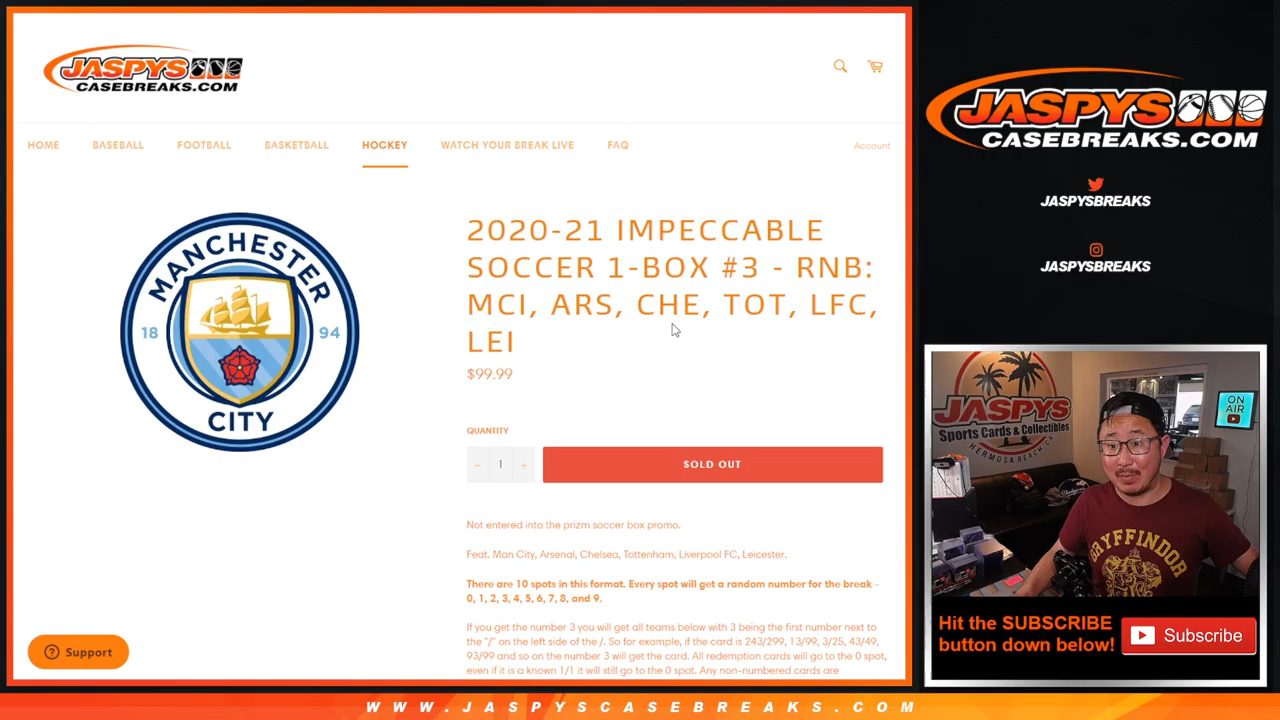 JASPYS
CASEBREAKS.COM
HOME BASEBALL FOOTBALL BASKETBALL HOCKEY WATCH YOUR BREAK LIVE FAQ Account
MANCHESTER
18 94
CITY
2020-21 IMPECCABLE
SOCCER 1-BOX #3 - RNB:
MCI, ARS, CHE, TOT, LFC,
LEI
$99.99
QUANTITY
− 1 +
SOLD OUT
Not entered into the prizm soccer box promo.
Feat. Man City, Arsenal, Chelsea, Tottenham, Liverpool FC, Leicester.
There are 10 spots in this format. Every spot will get a random number for the break -
0, 1, 2, 3, 4, 5, 6, 7, 8, and 9.
If you get the number 3 you will get all teams below with 3 being the first number next to
the "/" on the left side of the /. So for example, if the card is 243/299, 13/99, 3/25, 43/49,
93/99 and so on the number 3 will get the card. All redemption cards will go to the 0 spot,
even if it is a known 1/1 it will still go to the 0 spot. Any non-numbered cards are
Support
JASPYS
CASEBREAKS.COM
JASPYSBREAKS
JASPYSBREAKS
JASPYS
Sports Cards & Collectibles
HERMOSA BEACH, CA
ON
AIR
Dodgers
GRYFFINDOR
Hit the SUBSCRIBE
button down below!
Subscribe
WWW.JASPYSCASEBREAKS.COM